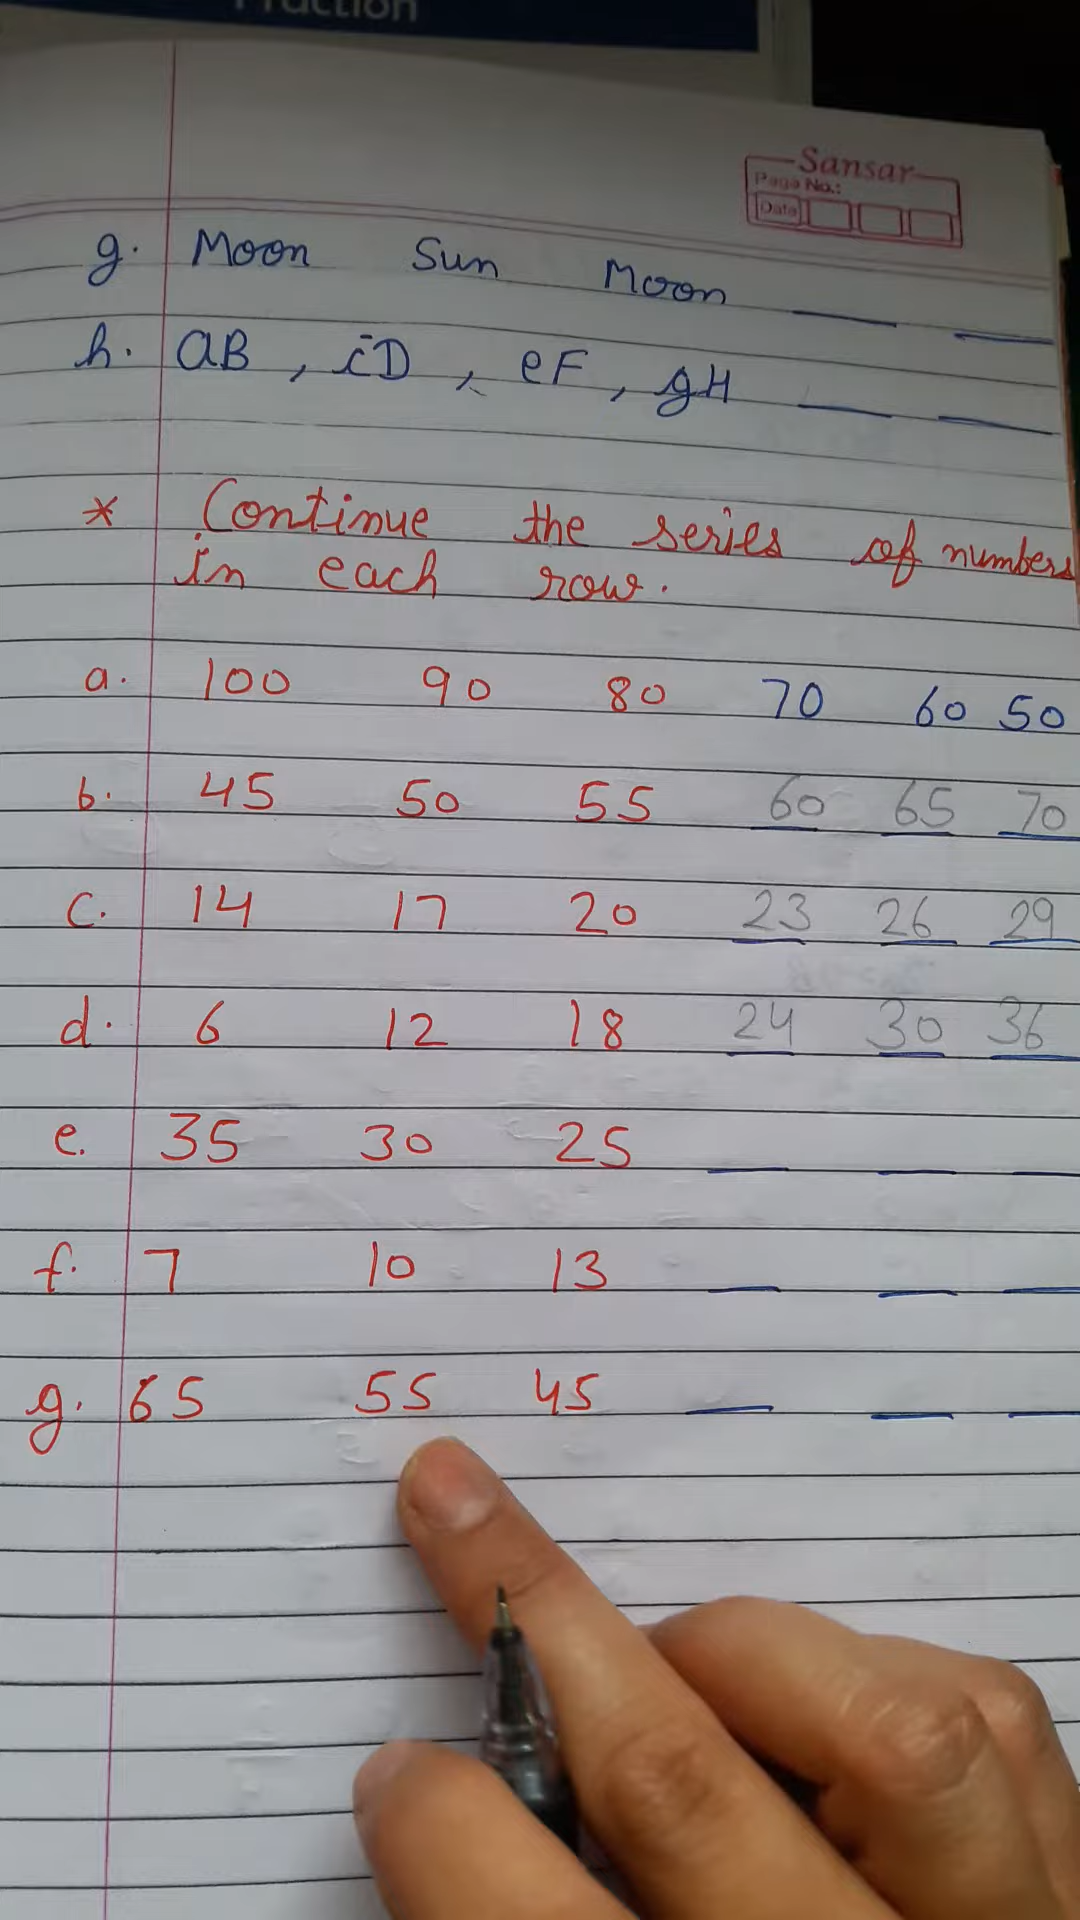 Fraction
Sansar
Page No.:
Date
g. Moon Sun Moon
h. aB, cD, eF, gH
* Continue the series of numbers
in each row.
a. 100 90 80 70 60 50
b. 45 50 55 60 65 70
c. 14 17 20 23 26 29
d. 6 12 18 24 30 36
e. 35 30 25
f. 7 10 13
g. 65 55 45